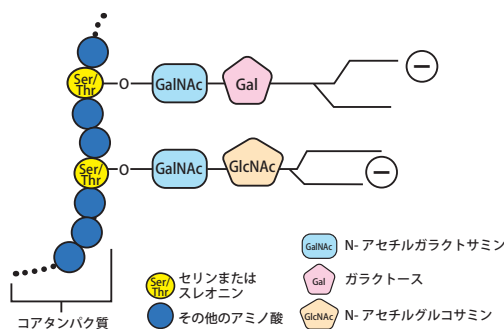 Ser/
Thr
O
GalNAc
Gal
−
Ser/
Thr
O
GalNAc
GlcNAc
−
GalNAc
N- アセチルガラクトサミン
Ser/
Thr
セリンまたは
スレオニン
Gal
ガラクトース
その他のアミノ酸
GlcNAc
N- アセチルグルコサミン
コアタンパク質